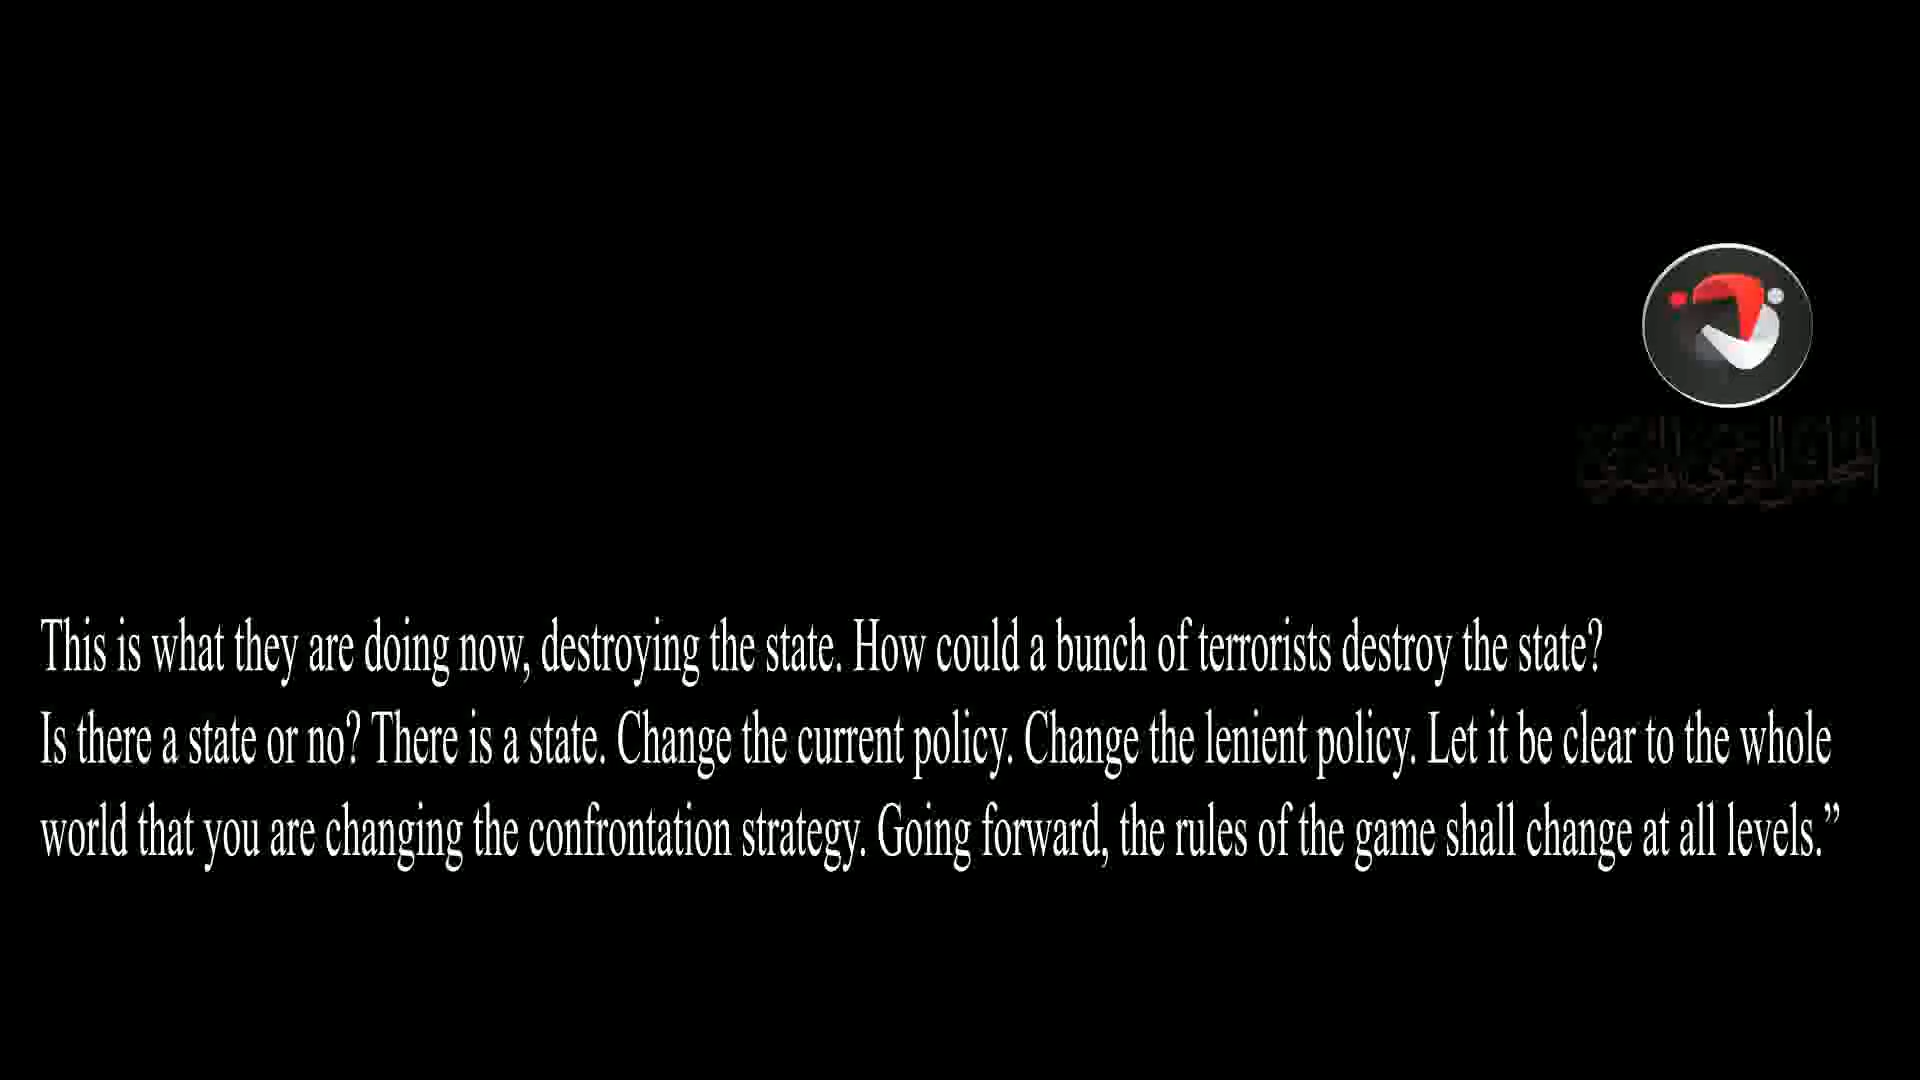 This is what they are doing now, destroying the state. How could a bunch of terrorists destroy the state?
Is there a state or no? There is a state. Change the current policy. Change the lenient policy. Let it be clear to the whole
world that you are changing the confrontation strategy. Going forward, the rules of the game shall change at all levels.”